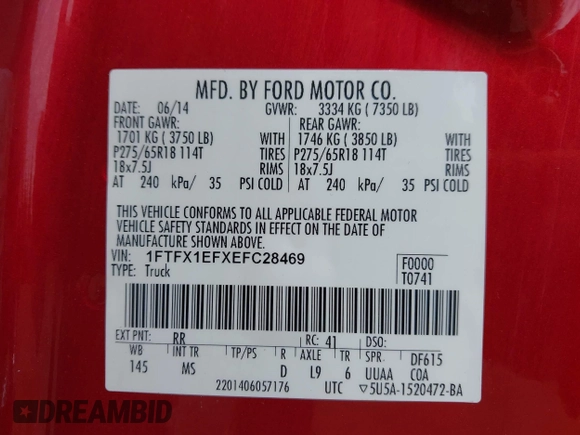 MFD. BY FORD MOTOR CO.
DATE: 06/14 GVWR: 3334 KG ( 7350 LB)
FRONT GAWR: REAR GAWR:
1701 KG ( 3750 LB) WITH 1746 KG ( 3850 LB) WITH
P275/65R18 114T TIRES P275/65R18 114T TIRES
18x7.5J RIMS 18x7.5J RIMS
AT 240 kPa/ 35 PSI COLD AT 240 kPa/ 35 PSI COLD
THIS VEHICLE CONFORMS TO ALL APPLICABLE FEDERAL MOTOR
VEHICLE SAFETY STANDARDS IN EFFECT ON THE DATE OF
MANUFACTURE SHOWN ABOVE.
VIN: 1FTFX1EFXEFC28469 F0000
TYPE: Truck T0741
EXT PNT: RR RC: 41 DSO:
WB INT TR TP/PS R AXLE TR SPR DF615
145 MS D L9 6 UUAA COA
2201406057176 UTC ▽5U5A-1520472-BA
DREAMBID